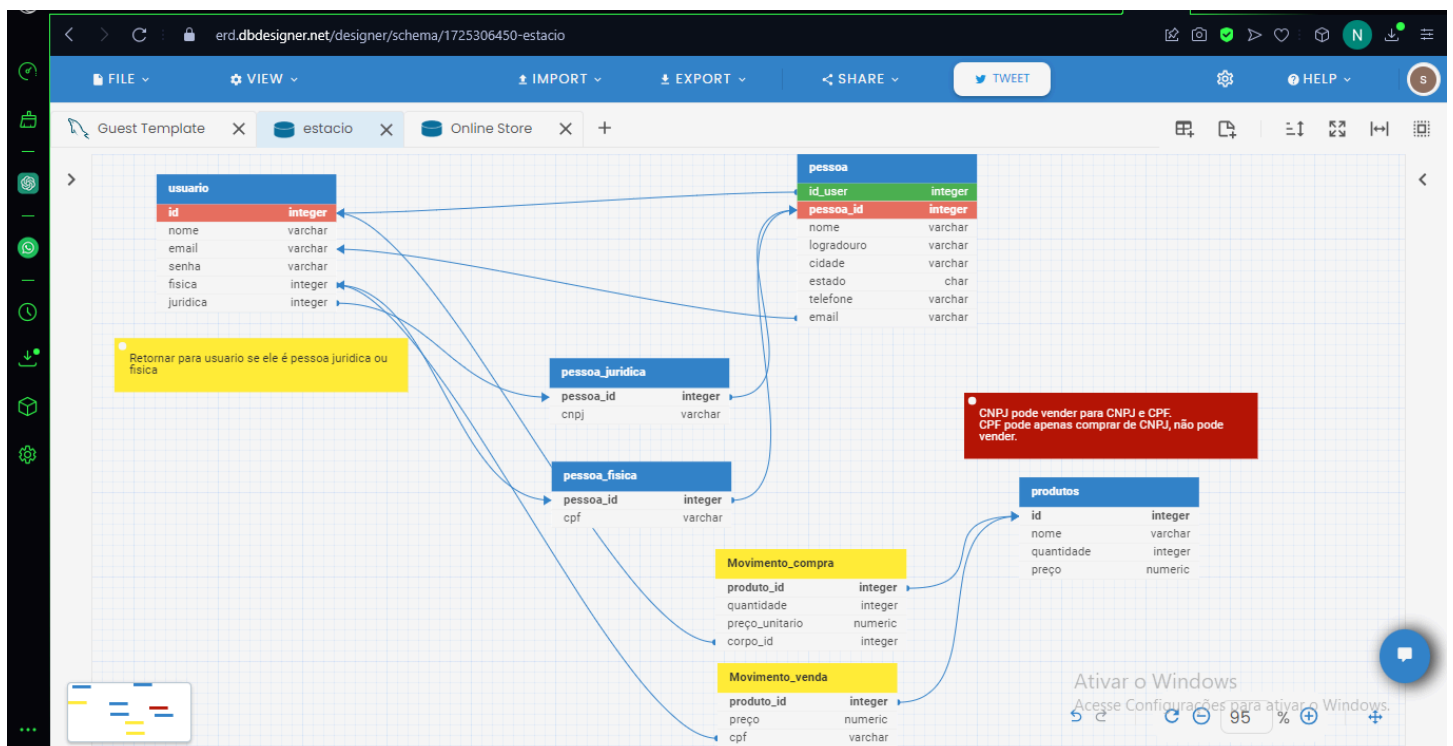 erd.dbdesigner.net/designer/schema/1725306450-estacio
N
FILE
VIEW
IMPORT
EXPORT
SHARE
TWEET
HELP
S
Guest Template
estacio
Online Store
usuario
id integer
nome varchar
email varchar
senha varchar
fisica integer
juridica integer
Retornar para usuario se ele é pessoa juridica ou
fisica
pessoa
id_user integer
pessoa_id integer
nome varchar
logradouro varchar
cidade varchar
estado char
telefone varchar
email varchar
pessoa_juridica
pessoa_id integer
cnpj varchar
CNPJ pode vender para CNPJ e CPF.
CPF pode apenas comprar de CNPJ, não pode
vender.
pessoa_fisica
pessoa_id integer
cpf varchar
produtos
id integer
nome varchar
quantidade integer
preço numeric
Movimento_compra
produto_id integer
quantidade integer
preço_unitario numeric
corpo_id integer
Movimento_venda
produto_id integer
preço numeric
cpf varchar
Ativar o Windows
Acesse Configurações para ativar o Windows.
95 %